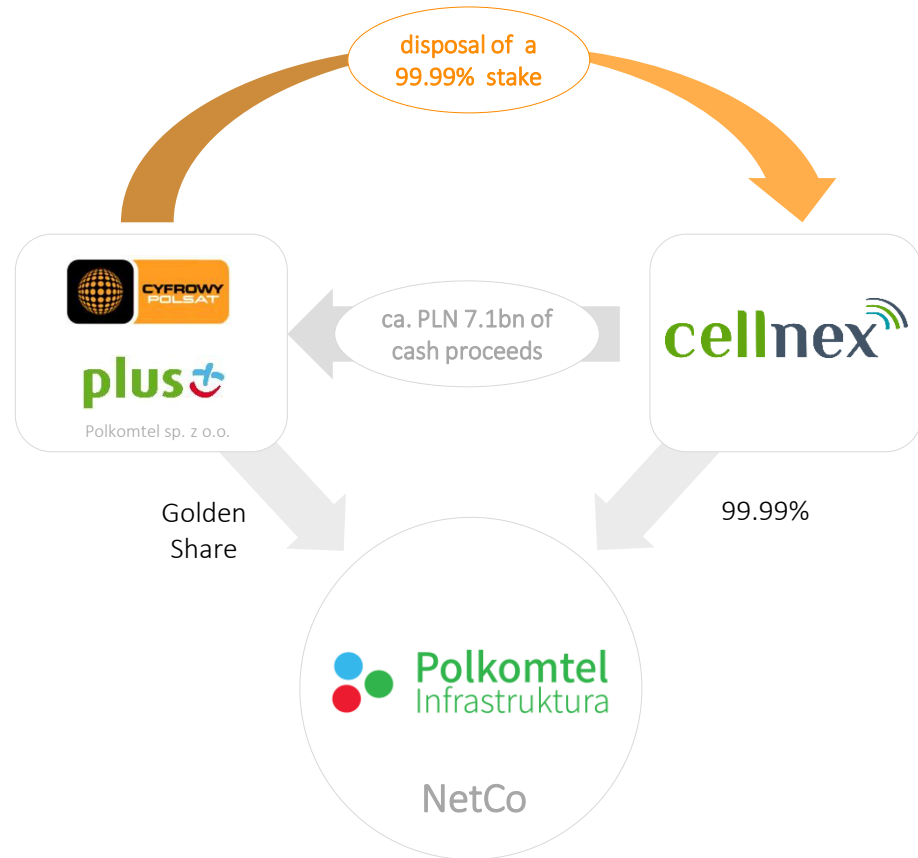 disposal of a
99.99% stake
CYFROWY
POLSAT
plus
Polkomtel sp. z o.o.
ca. PLN 7.1bn of
cash proceeds
cellnex
Golden
Share
99.99%
Polkomtel
Infrastruktura
NetCo